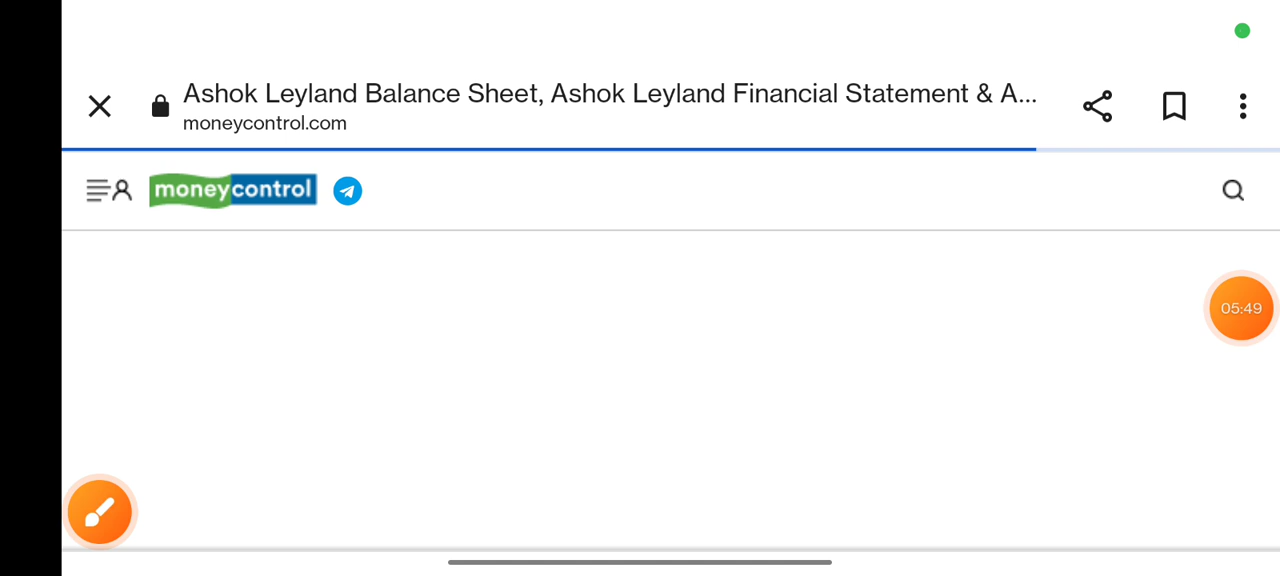 Ashok Leyland Balance Sheet, Ashok Leyland Financial Statement & A...
moneycontrol.com
moneycontrol
05:49